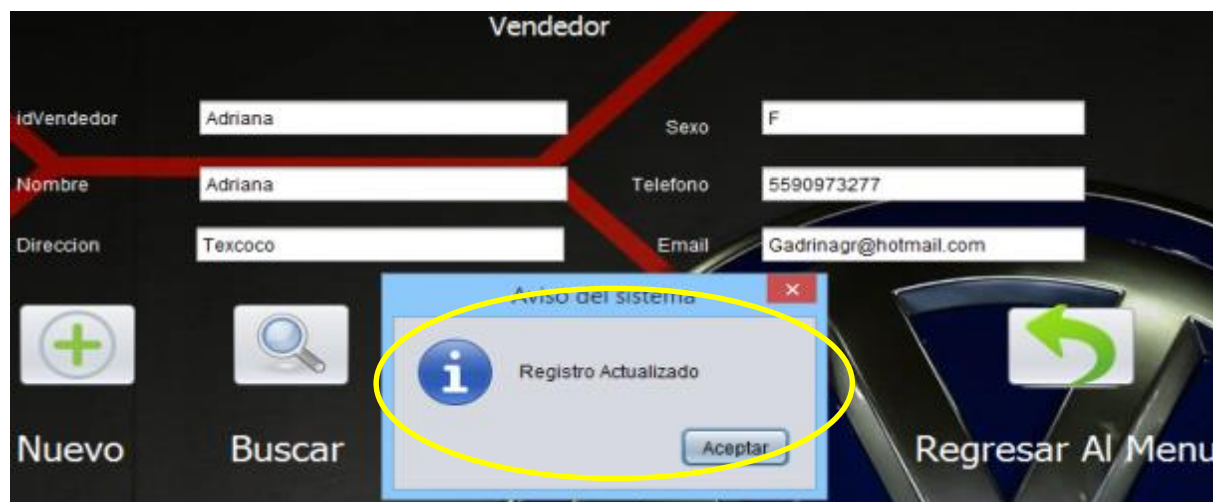 Vendedor
idVendedor Adriana Sexo F
Nombre Adriana Telefono 5590973277
Direccion Texcoco Email Gadrinagr@hotmail.com
Aviso del sistema
Registro Actualizado
Aceptar
Nuevo Buscar Regresar Al Menu